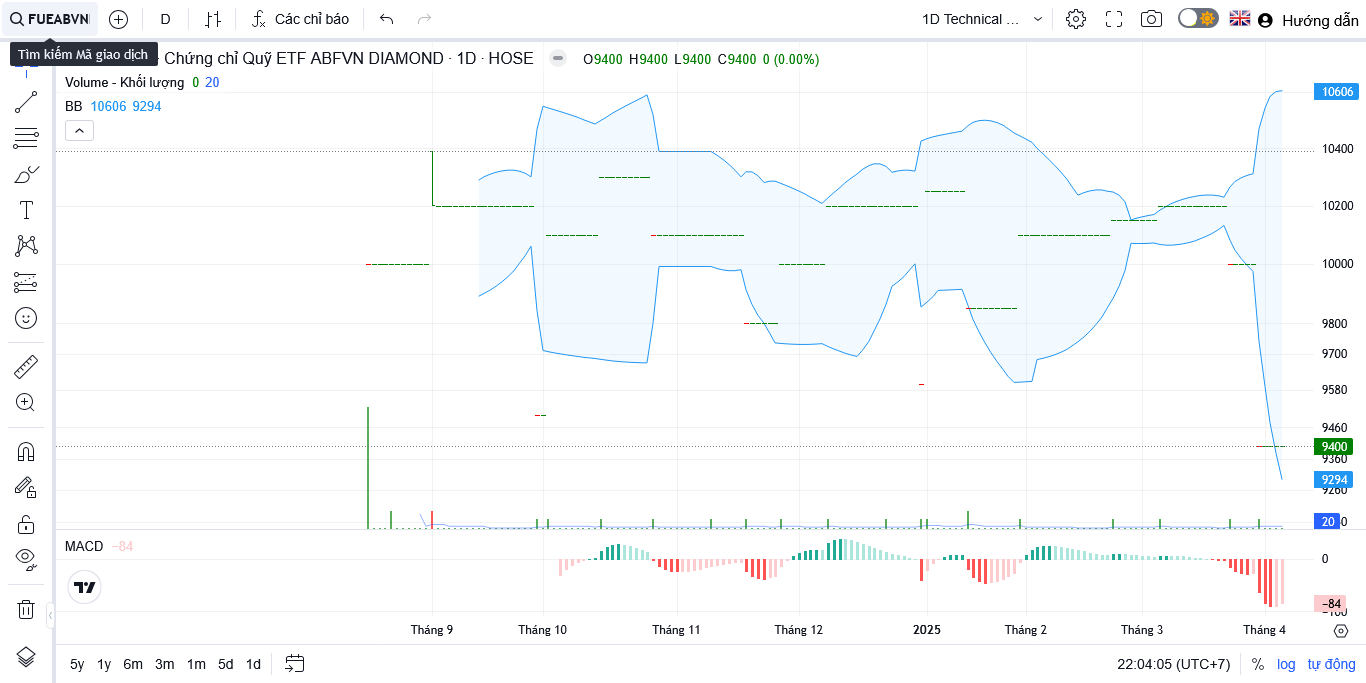 FUEABVN
D
Các chỉ báo
1D Technical ...
Hướng dẫn
Tìm kiếm Mã giao dịch
· Chứng chỉ Quỹ ETF ABFVN DIAMOND · 1D · HOSE
O9400 H9400 L9400 C9400 0 (0.00%)
Volume - Khối lượng 0 20
BB 10606 9294
10606
10400
10200
10000
9800
9700
9580
9460
9400
9360
9294
9260
20
MACD −84
0
−84
−100
Tháng 9
Tháng 10
Tháng 11
Tháng 12
2025
Tháng 2
Tháng 3
Tháng 4
5y 1y 6m 3m 1m 5d 1d
22:04:05 (UTC+7)
% log tự động